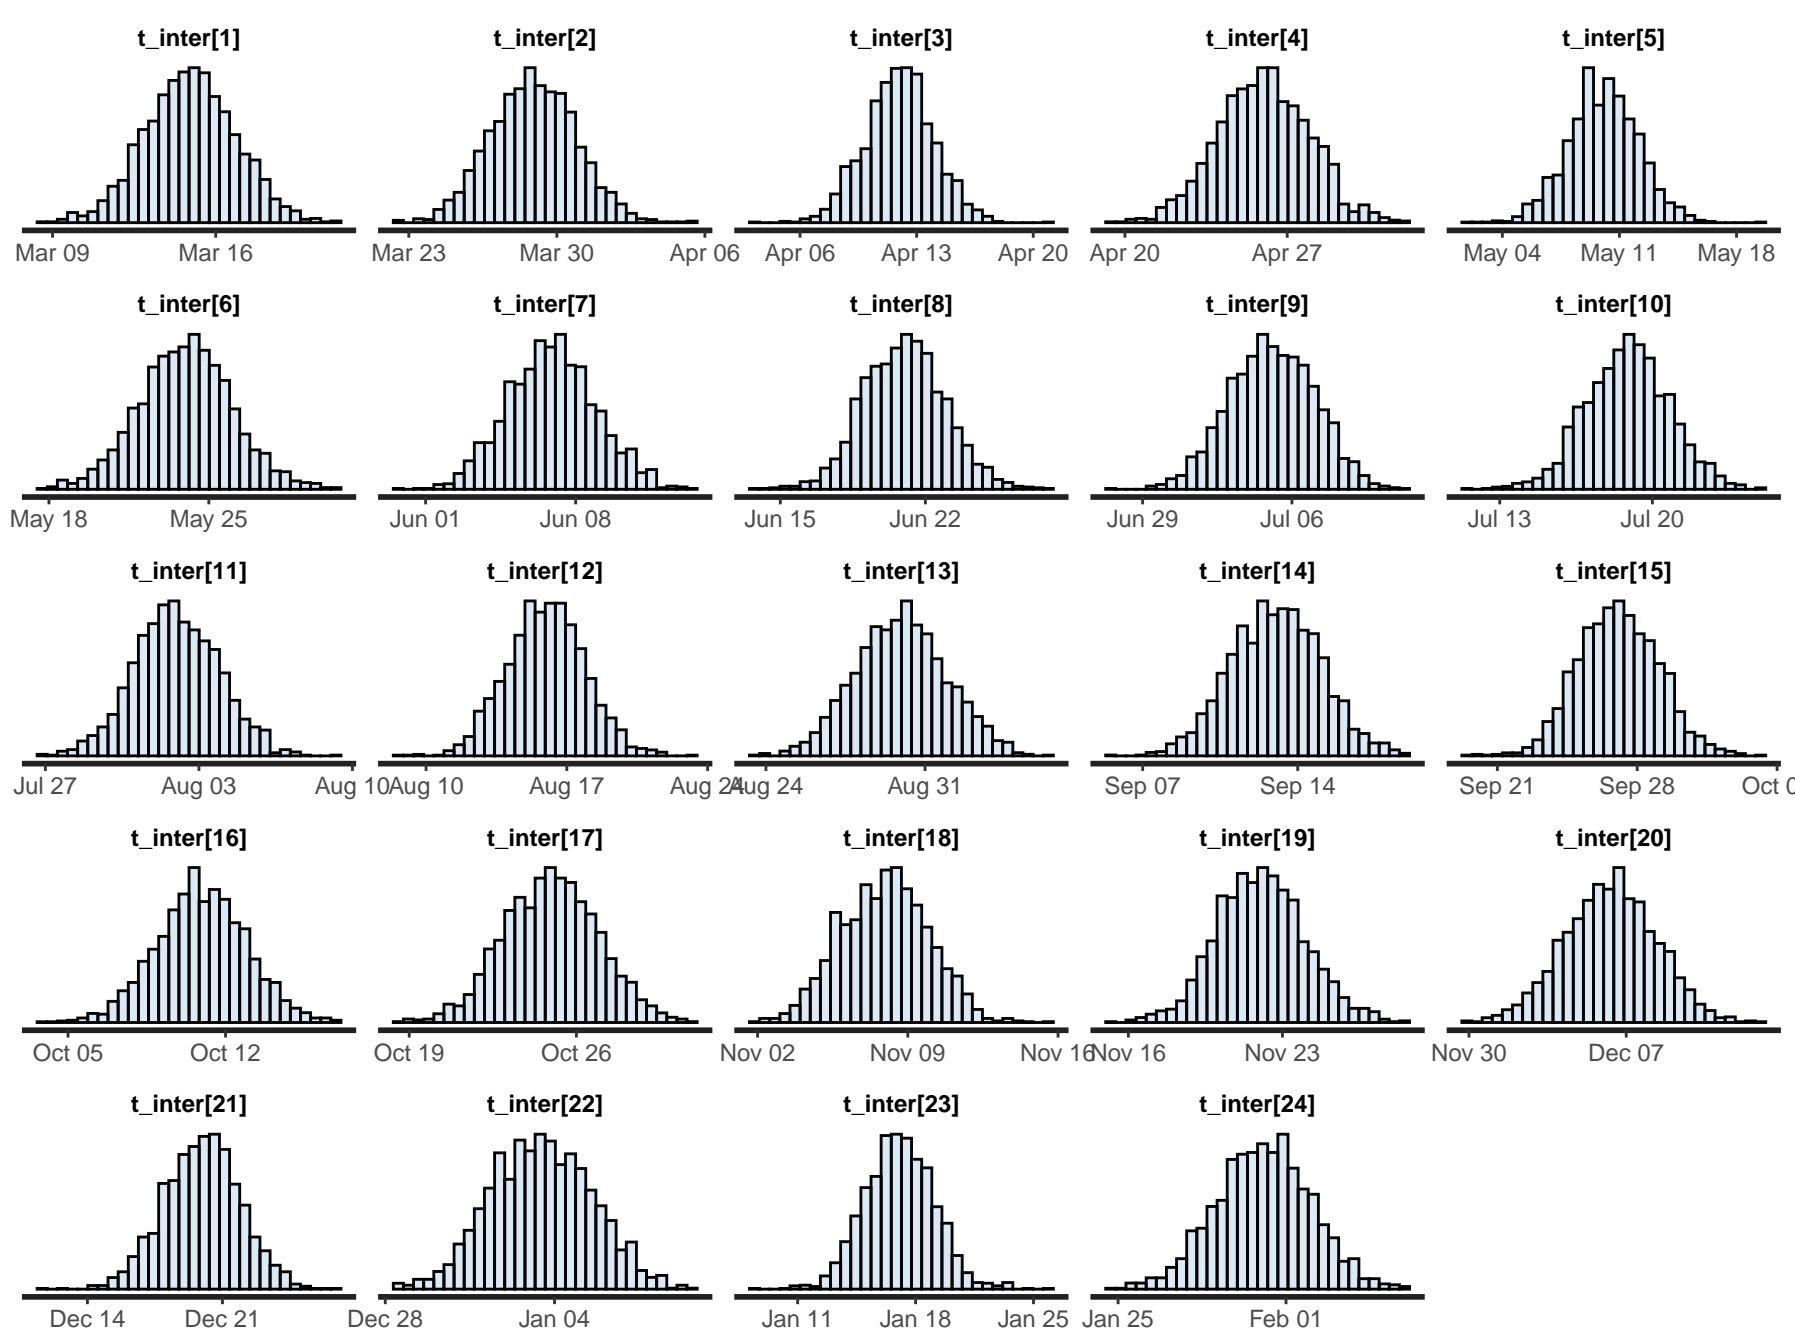 t_inter[1] t_inter[2] t_inter[3] t_inter[4] t_inter[5]
Mar 09 Mar 16 Mar 23 Mar 30 Apr 06 Apr 06 Apr 13 Apr 20 Apr 20 Apr 27 May 04 May 11 May 18
t_inter[6] t_inter[7] t_inter[8] t_inter[9] t_inter[10]
May 18 May 25 Jun 01 Jun 08 Jun 15 Jun 22 Jun 29 Jul 06 Jul 13 Jul 20
t_inter[11] t_inter[12] t_inter[13] t_inter[14] t_inter[15]
Jul 27 Aug 03 Aug 10 Aug 10 Aug 17 Aug 24 Aug 24 Aug 31 Sep 07 Sep 14 Sep 21 Sep 28 Oct 0
t_inter[16] t_inter[17] t_inter[18] t_inter[19] t_inter[20]
Oct 05 Oct 12 Oct 19 Oct 26 Nov 02 Nov 09 Nov 16 Nov 16 Nov 23 Nov 30 Dec 07
t_inter[21] t_inter[22] t_inter[23] t_inter[24]
Dec 14 Dec 21 Dec 28 Jan 04 Jan 11 Jan 18 Jan 25 Jan 25 Feb 01